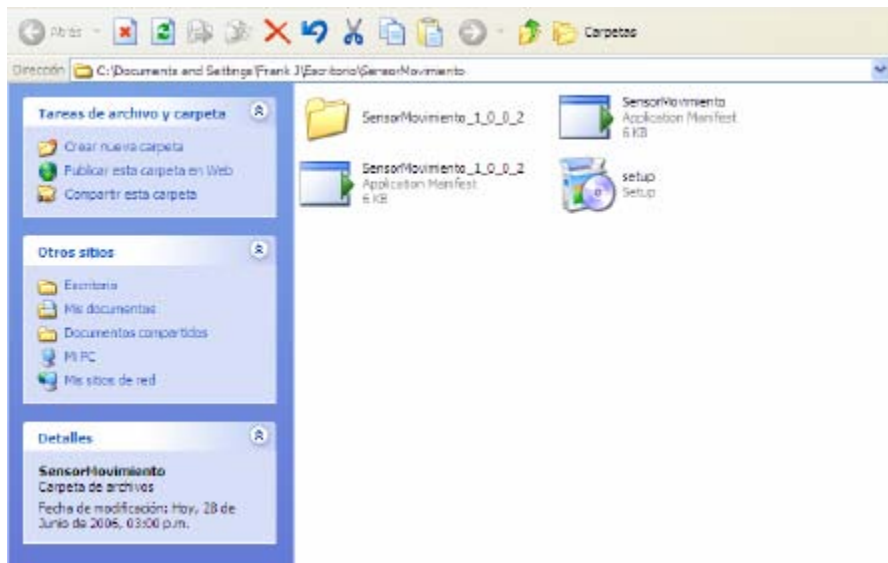 Atrás
Carpetas
Dirección C:\Documents and Settings\Frank J\Escritorio\SensorMovimiento
Tareas de archivo y carpeta
Crear nueva carpeta
Publicar esta carpeta en Web
Compartir esta carpeta
Otros sitios
Escritorio
Mis documentos
Documentos compartidos
Mi PC
Mis sitios de red
Detalles
SensorMovimiento
Carpeta de archivos
Fecha de modificación: Hoy, 28 de
Junio de 2006, 03:00 p.m.
SensorMovimiento_1_0_0_2
SensorMovimiento
Application Manifest
6 KB
SensorMovimiento_1_0_0_2
Application Manifest
6 KB
setup
Setup